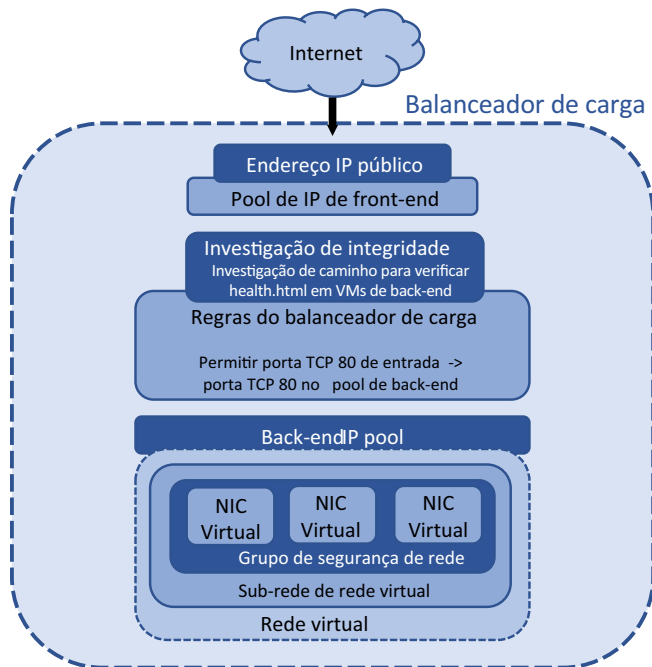 Internet
Balanceador de carga
Endereço IP público
Pool de IP de front-end
Investigação de integridade
Investigação de caminho para verificar
health.html em VMs de back-end
Regras do balanceador de carga
Permitir porta TCP 80 de entrada ->
porta TCP 80 no pool de back-end
Back-endIP pool
NIC
Virtual
NIC
Virtual
NIC
Virtual
Grupo de segurança de rede
Sub-rede de rede virtual
Rede virtual